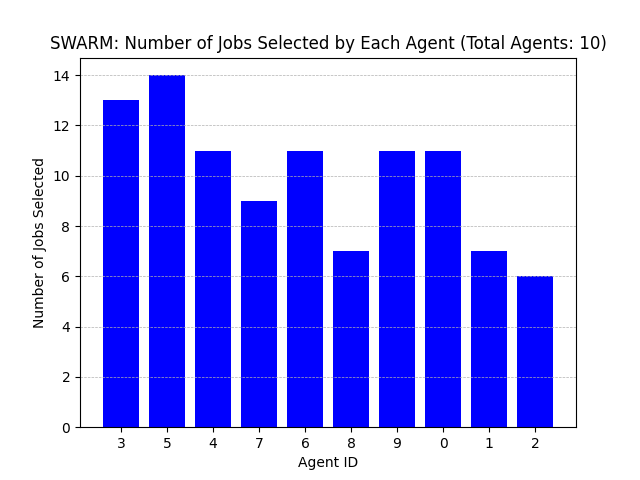 SWARM: Number of Jobs Selected by Each Agent (Total Agents: 10)
14
12
10
8
6
4
2
0
Number of Jobs Selected
3 5 4 7 6 8 9 0 1 2
Agent ID